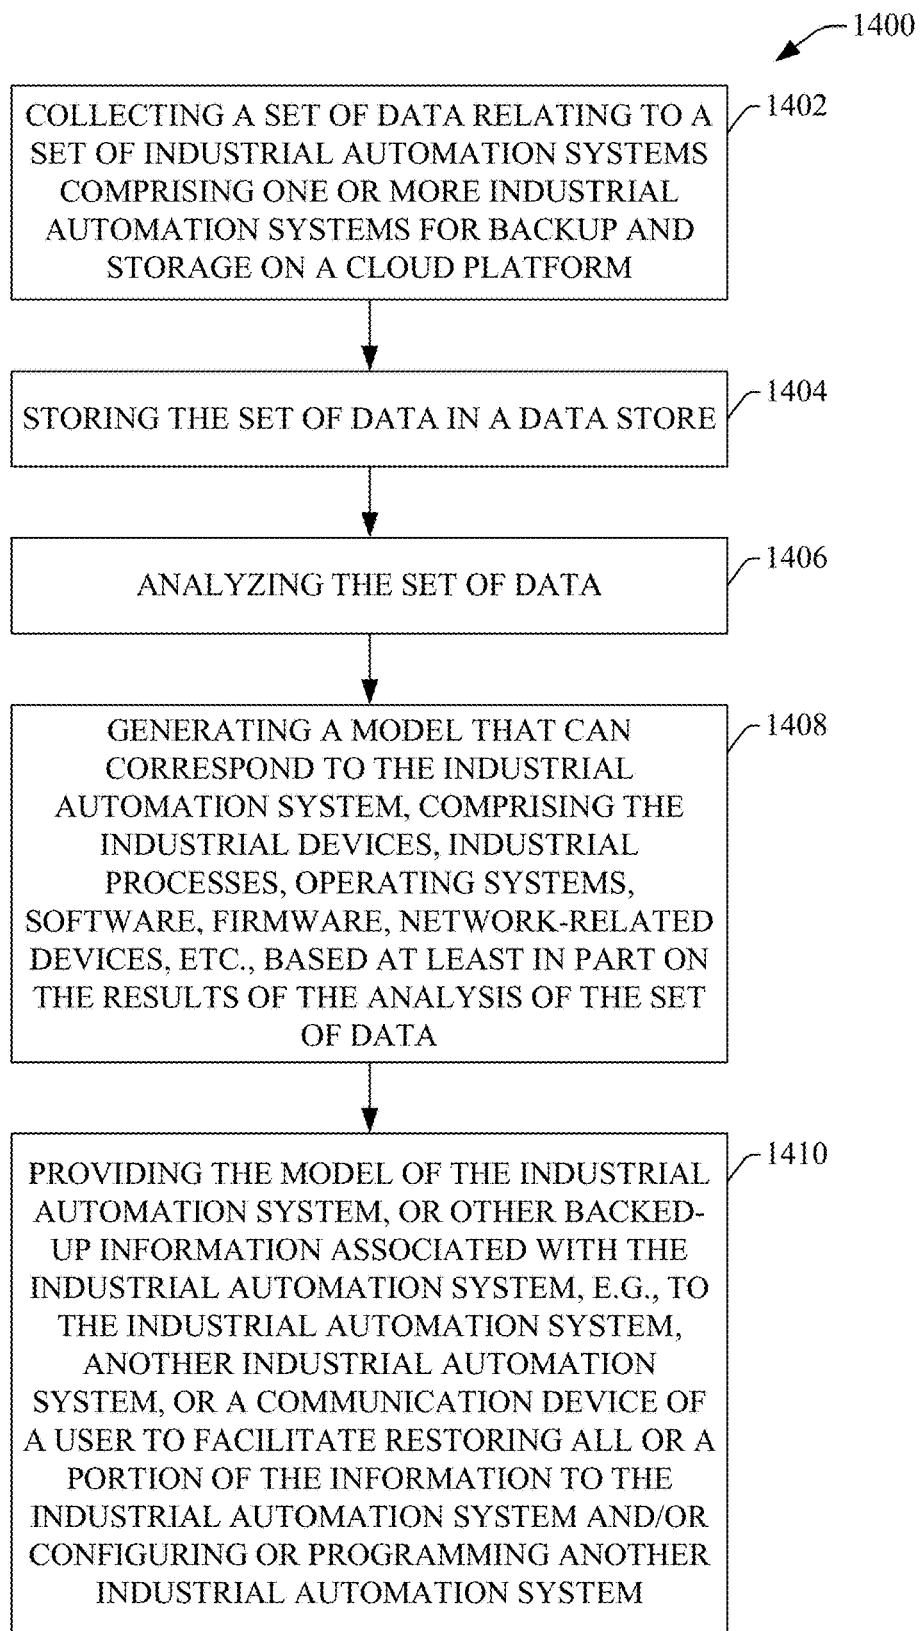 1400
1402
COLLECTING A SET OF DATA RELATING TO A
SET OF INDUSTRIAL AUTOMATION SYSTEMS
COMPRISING ONE OR MORE INDUSTRIAL
AUTOMATION SYSTEMS FOR BACKUP AND
STORAGE ON A CLOUD PLATFORM
1404
STORING THE SET OF DATA IN A DATA STORE
1406
ANALYZING THE SET OF DATA
1408
GENERATING A MODEL THAT CAN
CORRESPOND TO THE INDUSTRIAL
AUTOMATION SYSTEM, COMPRISING THE
INDUSTRIAL DEVICES, INDUSTRIAL
PROCESSES, OPERATING SYSTEMS,
SOFTWARE, FIRMWARE, NETWORK-RELATED
DEVICES, ETC., BASED AT LEAST IN PART ON
THE RESULTS OF THE ANALYSIS OF THE SET
OF DATA
1410
PROVIDING THE MODEL OF THE INDUSTRIAL
AUTOMATION SYSTEM, OR OTHER BACKED-
UP INFORMATION ASSOCIATED WITH THE
INDUSTRIAL AUTOMATION SYSTEM, E.G., TO
THE INDUSTRIAL AUTOMATION SYSTEM,
ANOTHER INDUSTRIAL AUTOMATION
SYSTEM, OR A COMMUNICATION DEVICE OF
A USER TO FACILITATE RESTORING ALL OR A
PORTION OF THE INFORMATION TO THE
INDUSTRIAL AUTOMATION SYSTEM AND/OR
CONFIGURING OR PROGRAMMING ANOTHER
INDUSTRIAL AUTOMATION SYSTEM